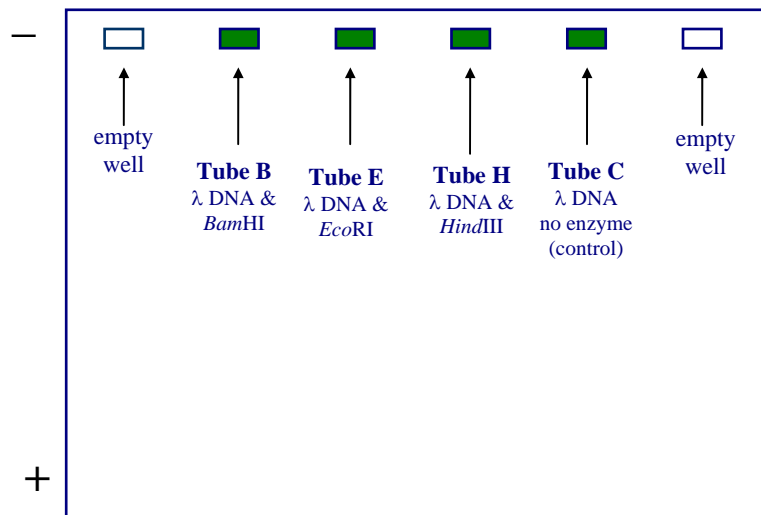 −
empty
well
Tube B
λ DNA &
BamHI
Tube E
λ DNA &
EcoRI
Tube H
λ DNA &
HindIII
Tube C
λ DNA
no enzyme
(control)
empty
well
+